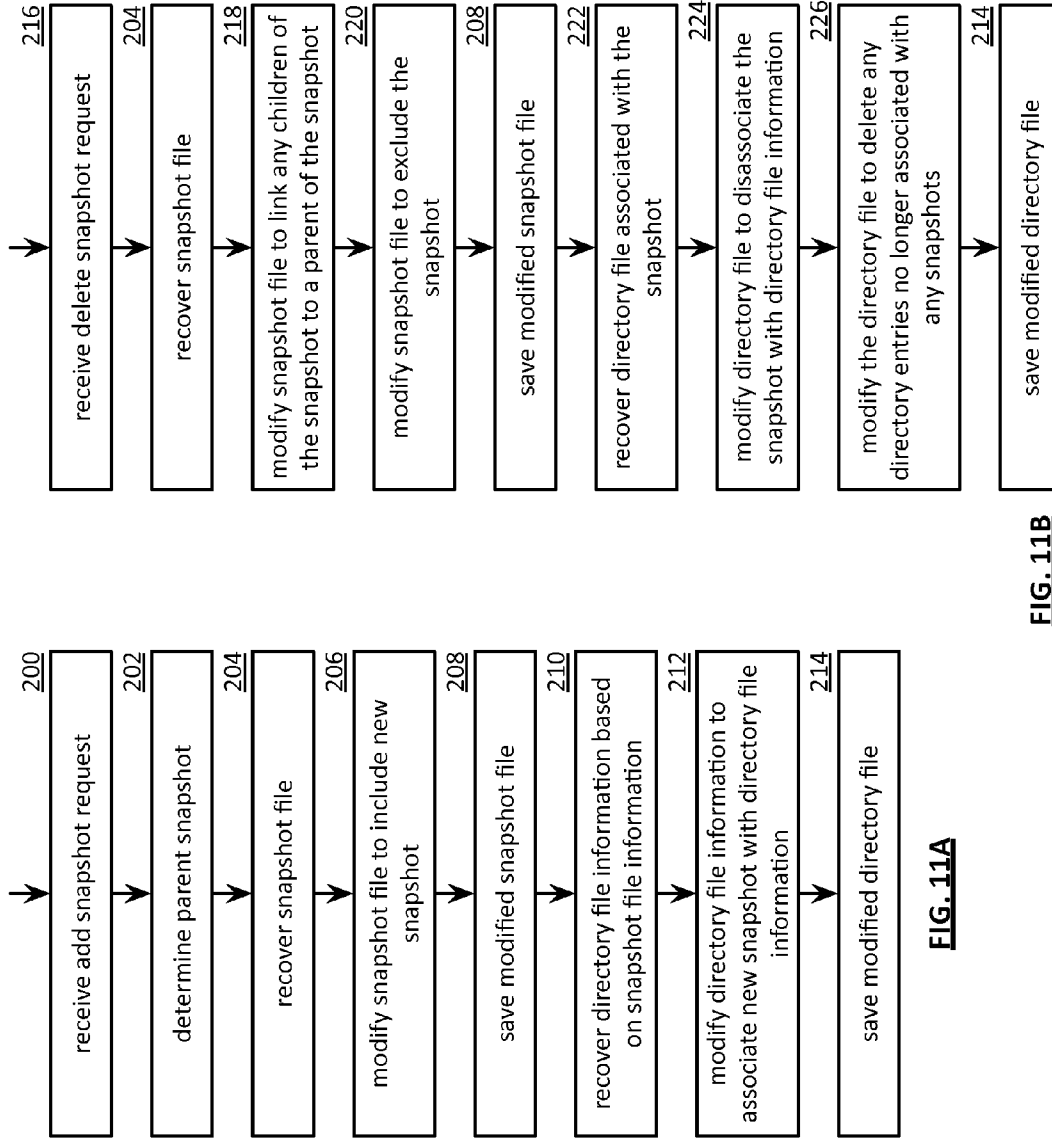 200
receive add snapshot request
202
determine parent snapshot
204
recover snapshot file
206
modify snapshot file to include new
snapshot
208
save modified snapshot file
210
recover directory file information based
on snapshot file information
212
modify directory file information to
associate new snapshot with directory file
information
214
save modified directory file
FIG. 11A
216
receive delete snapshot request
204
recover snapshot file
218
modify snapshot file to link any children of
the snapshot to a parent of the snapshot
220
modify snapshot file to exclude the
snapshot
208
save modified snapshot file
222
recover directory file associated with the
snapshot
224
modify directory file to disassociate the
snapshot with directory file information
226
modify the directory file to delete any
directory entries no longer associated with
any snapshots
214
save modified directory file
FIG. 11B